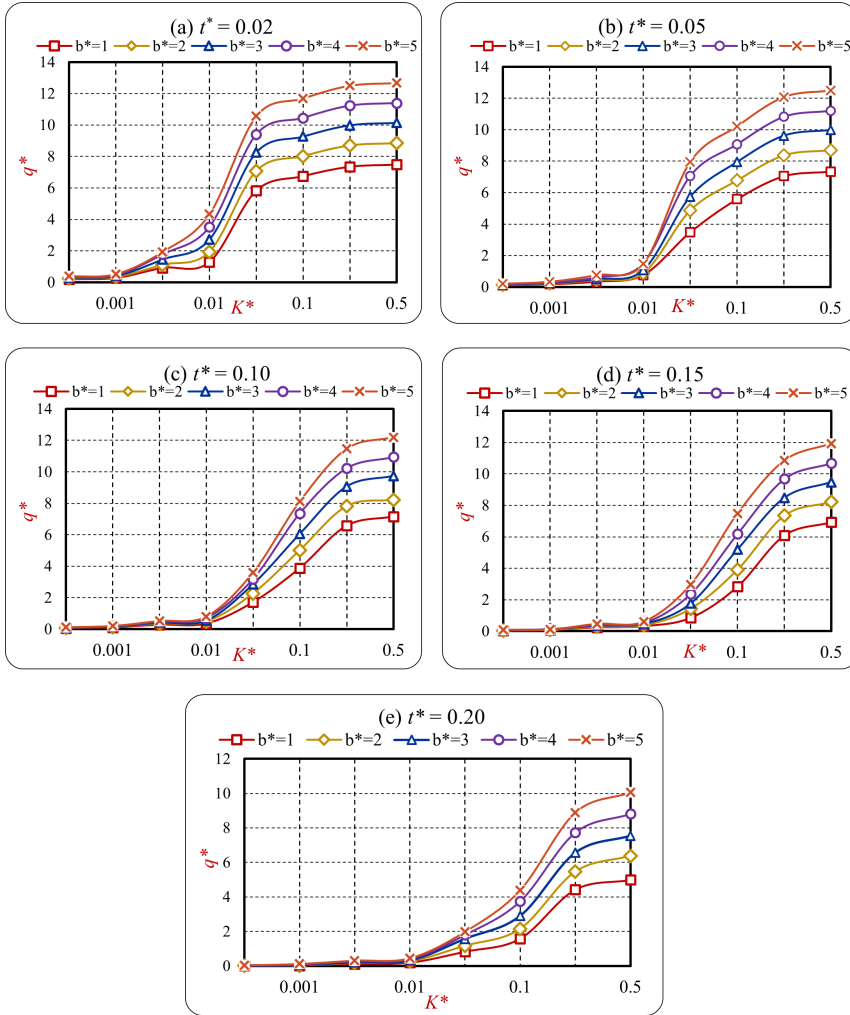 (a) t* = 0.02
b*=1 b*=2 b*=3 b*=4 b*=5
14
12
10
8
6
4
2
0
q*
0.001 0.01 0.1 0.5
K*
(b) t* = 0.05
b*=1 b*=2 b*=3 b*=4 b*=5
14
12
10
8
6
4
2
0
q*
0.001 0.01 0.1 0.5
K*
(c) t* = 0.10
b*=1 b*=2 b*=3 b*=4 b*=5
14
12
10
8
6
4
2
0
q*
0.001 0.01 0.1 0.5
K*
(d) t* = 0.15
b*=1 b*=2 b*=3 b*=4 b*=5
14
12
10
8
6
4
2
0
q*
0.001 0.01 0.1 0.5
K*
(e) t* = 0.20
b*=1 b*=2 b*=3 b*=4 b*=5
12
10
8
6
4
2
0
q*
0.001 0.01 0.1 0.5
K*